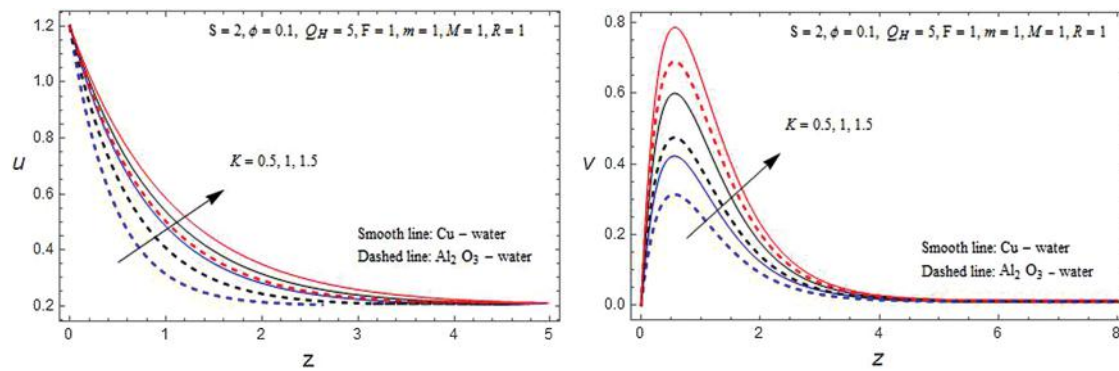 S = 2, ϕ = 0.1, Q_H = 5, F = 1, m = 1, M = 1, R = 1
1.2
1.0
0.8
0.6
0.4
0.2
u
K = 0.5, 1, 1.5
Smooth line: Cu – water
Dashed line: Al₂ O₃ – water
0 1 2 3 4 5
z
S = 2, ϕ = 0.1, Q_H = 5, F = 1, m = 1, M = 1, R = 1
0.8
0.6
0.4
0.2
0.0
v
K = 0.5, 1, 1.5
Smooth line: Cu – water
Dashed line: Al₂ O₃ – water
0 2 4 6 8
z